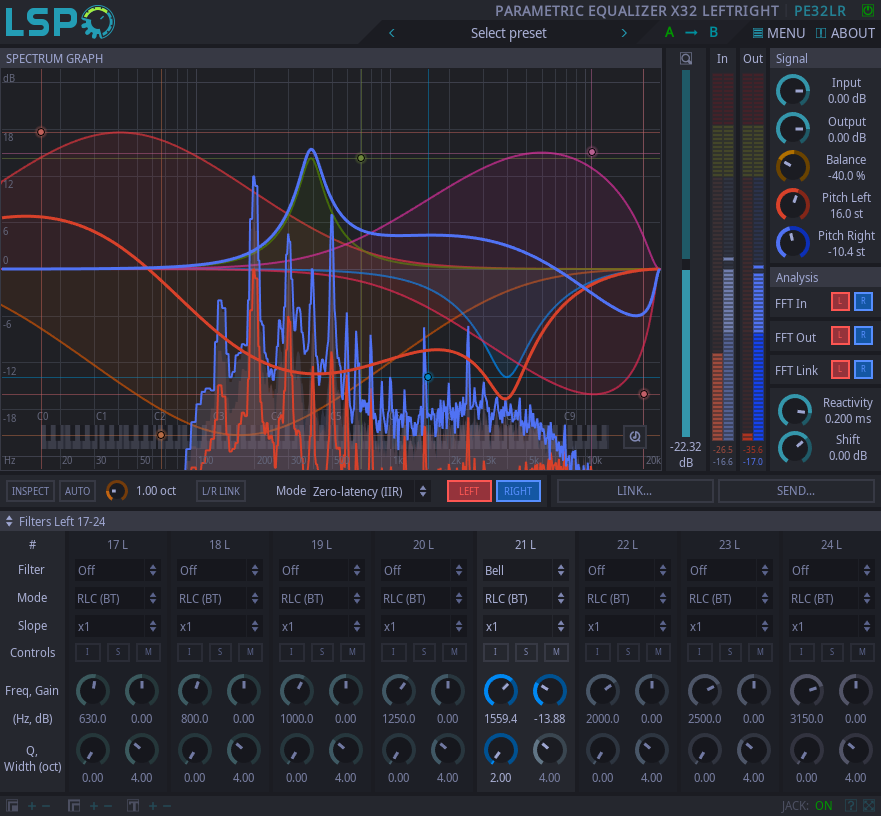 LSP
PARAMETRIC EQUALIZER X32 LEFTRIGHT PE32LR
Select preset
A → B
MENU
ABOUT
SPECTRUM GRAPH
dB
18
12
6
0
-6
-12
-18
C0 C1 C2 C3 C9
Hz 20 30 50 100 200 300 1k 2k 3k 10k 20k
-22.32
dB
In Out
-26.5 -35.6
-16.6 -17.0
Signal
Input
0.00 dB
Output
0.00 dB
Balance
-40.0 %
Pitch Left
16.0 st
Pitch Right
-10.4 st
Analysis
FFT In L R
FFT Out L R
FFT Link L R
Reactivity
0.200 ms
Shift
0.00 dB
INSPECT AUTO 1.00 oct L/R LINK Mode Zero-latency (IIR) LEFT RIGHT LINK... SEND...
Filters Left 17-24
# 17 L 18 L 19 L 20 L 21 L 22 L 23 L 24 L
Filter Off Off Off Off Bell Off Off Off
Mode RLC (BT) RLC (BT) RLC (BT) RLC (BT) RLC (BT) RLC (BT) RLC (BT) RLC (BT)
Slope x1 x1 x1 x1 x1 x1 x1 x1
Controls I S M I S M I S M I S M I S M I S M I S M I S M
Freq, Gain
(Hz, dB) 630.0 0.00 800.0 0.00 1000.0 0.00 1250.0 0.00 1559.4 -13.88 2000.0 0.00 2500.0 0.00 3150.0 0.00
Q,
Width (oct)
0.00 4.00 0.00 4.00 0.00 4.00 0.00 4.00 2.00 4.00 0.00 4.00 0.00 4.00 0.00 4.00
+ − + − T + − JACK: ON ?